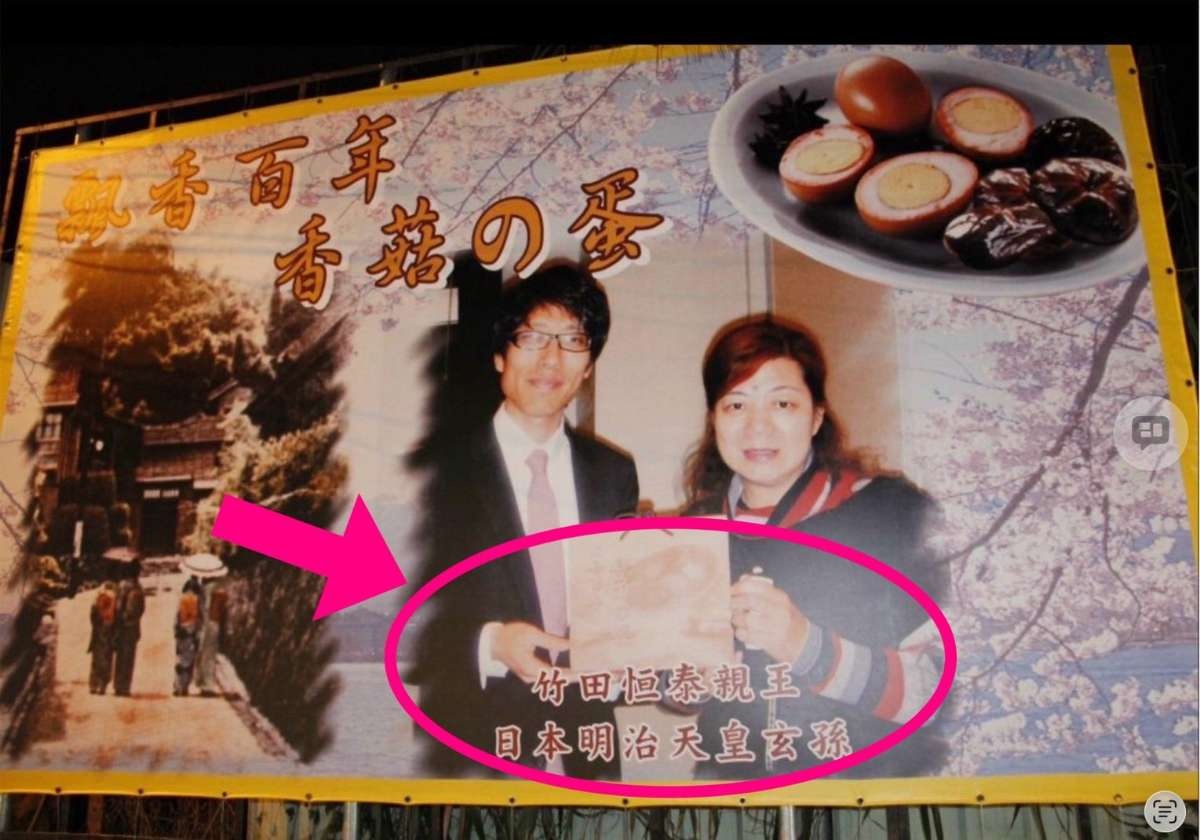 飄香百年
香菇の蛋
竹田恒泰親王
日本明治天皇玄孫